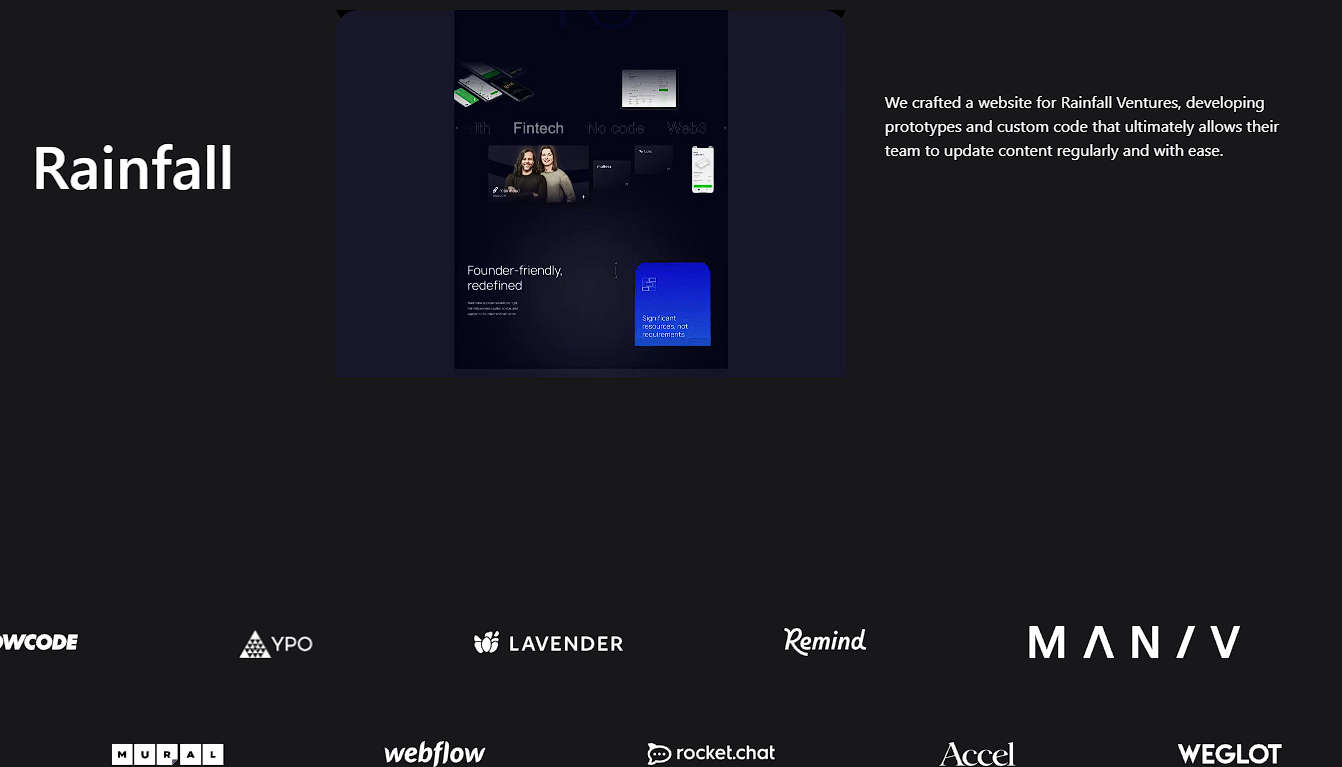 Rainfall
Fintech
No code
Web3
Founder-friendly,
redefined
Significant
resources, not
requirements
We crafted a website for Rainfall Ventures, developing
prototypes and custom code that ultimately allows their
team to update content regularly and with ease.
OWCODE
YPO
LAVENDER
Remind
MANIV
MURAL
webflow
rocket.chat
Accel
WEGLOT